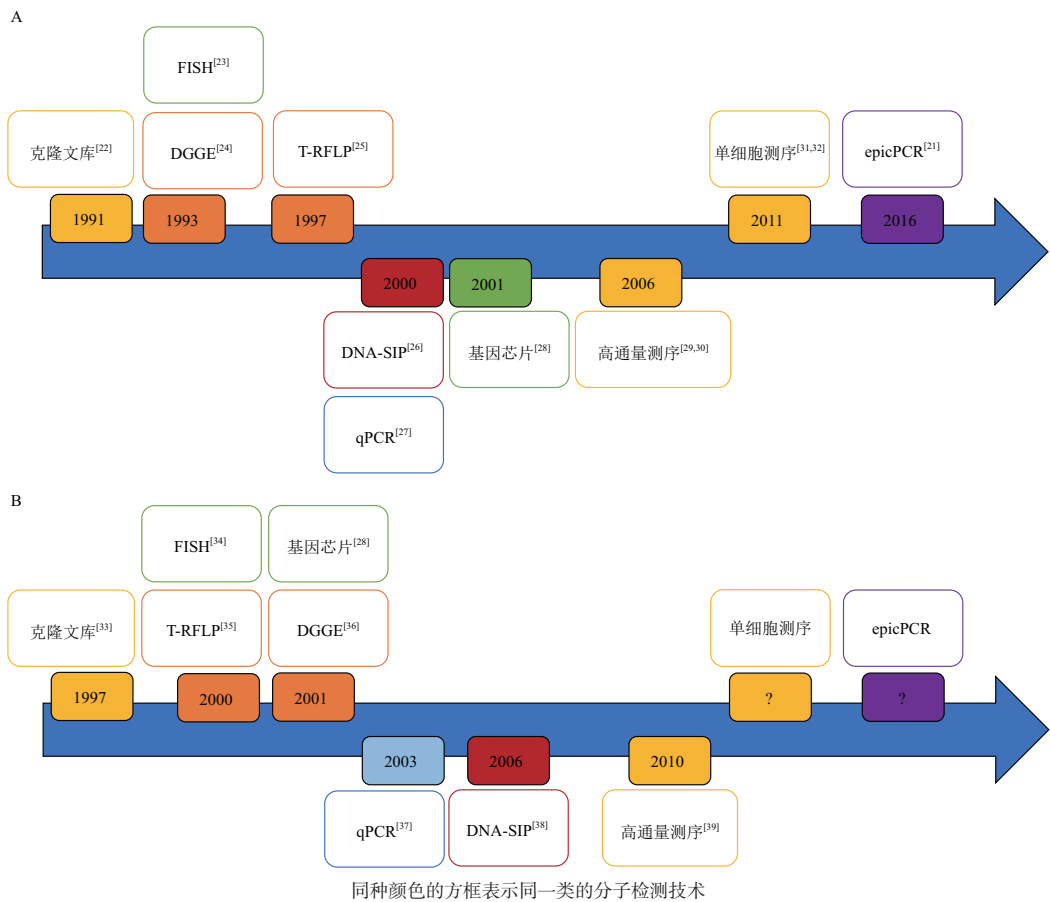 A
FISH[23]
克隆文库[22]
DGGE[24]
T-RFLP[25]
单细胞测序[31,32]
epicPCR[21]
1991
1993
1997
2011
2016
2000
2001
2006
DNA-SIP[26]
基因芯片[28]
高通量测序[29,30]
qPCR[27]
B
FISH[34]
基因芯片[28]
克隆文库[33]
T-RFLP[35]
DGGE[36]
单细胞测序
epicPCR
1997
2000
2001
?
?
2003
2006
2010
qPCR[37]
DNA-SIP[38]
高通量测序[39]
同种颜色的方框表示同一类的分子检测技术